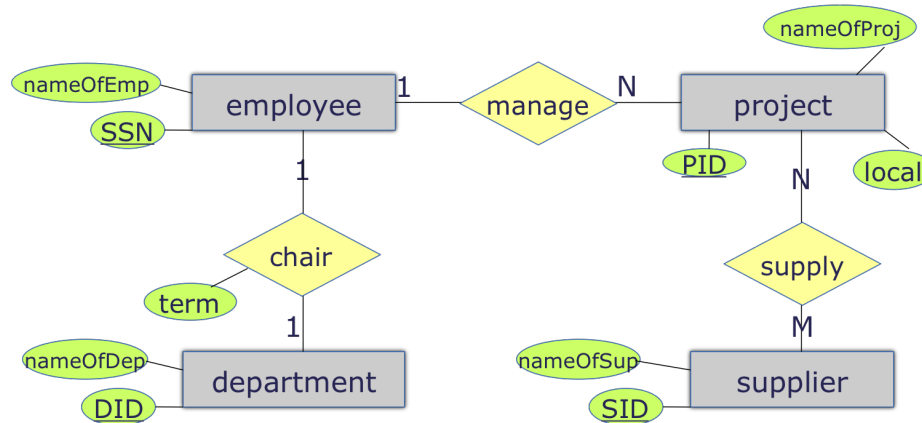 nameOfProj
nameOfEmp
1
N
employee
manage
project
SSN
PID
local
1
N
chair
supply
term
1
M
nameOfDep
nameOfSup
department
supplier
DID
SID